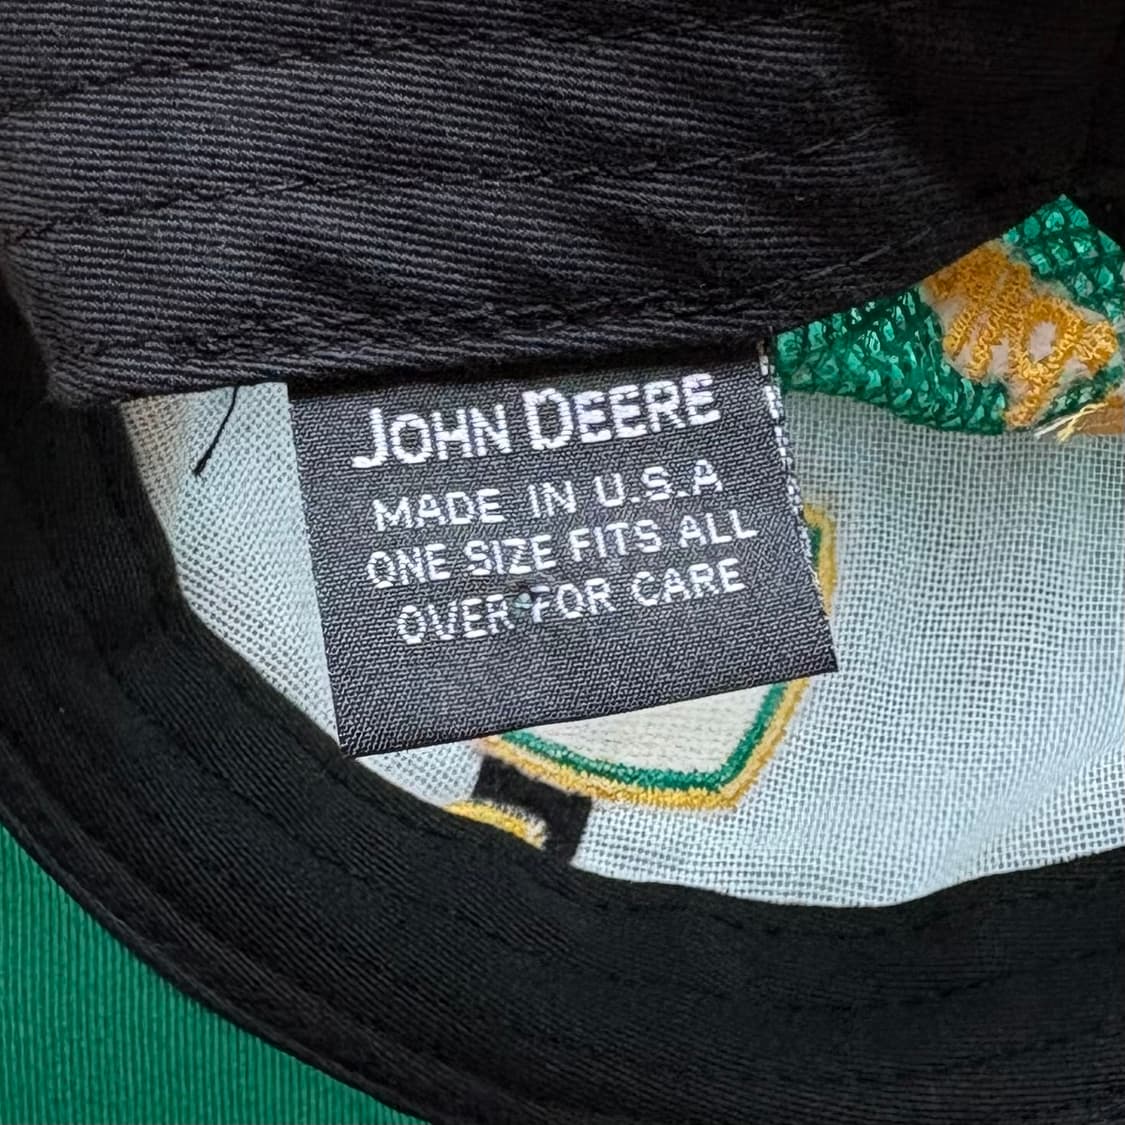 JOHN DEERE
MADE IN U.S.A
ONE SIZE FITS ALL
OVER FOR CARE